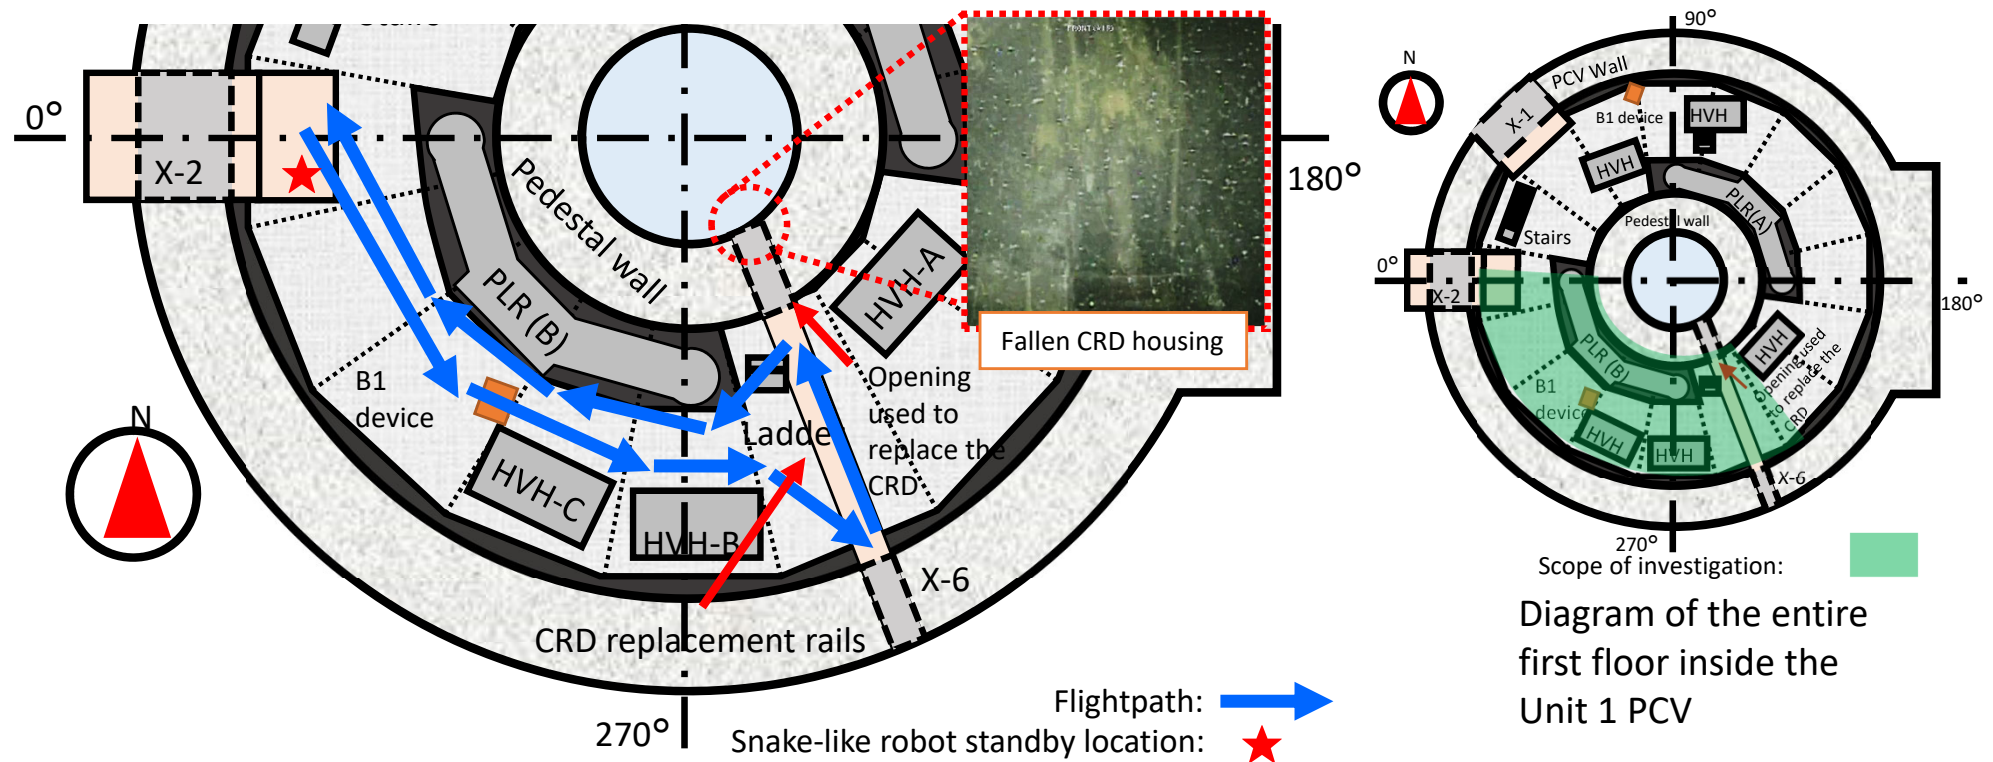 Stairs
0°
X-2
Pedestal wall
PLR (B)
HVH-A
180°
Fallen CRD housing
B1
device
Opening
used to
replace the
CRD
Ladder
HVH-C
HVH-B
X-6
CRD replacement rails
270°
N
Flightpath:
Snake-like robot standby location:
90°
N
PCV Wall
X-1
B1 device
HVH
HVH
PLR(A)
Pedestal wall
Stairs
0°
X-2
180°
PLR (B)
HVH
Opening used
to replace the
CRD
B1
device
HVH
HVH
X-6
270°
Scope of investigation:
Diagram of the entire
first floor inside the
Unit 1 PCV